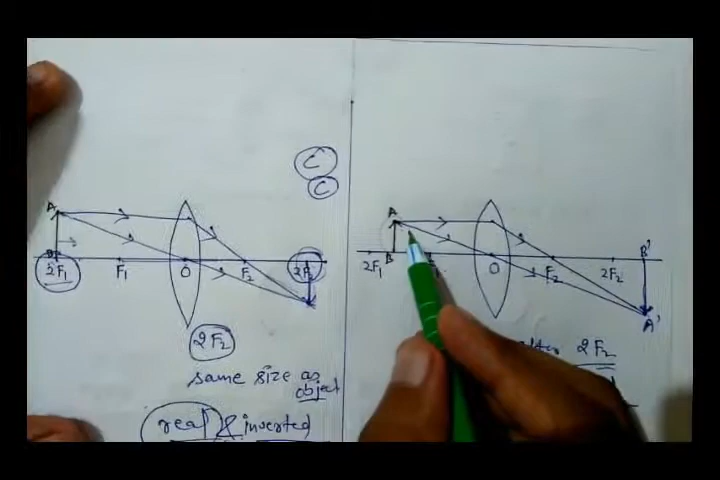 C
C
A
B
2F₁
F₁
O
F₂
2F₂
2F₂
same size as
object
real & inverted
A
B
2F₁
O
F₂
2F₂
B'
A'
2F₂